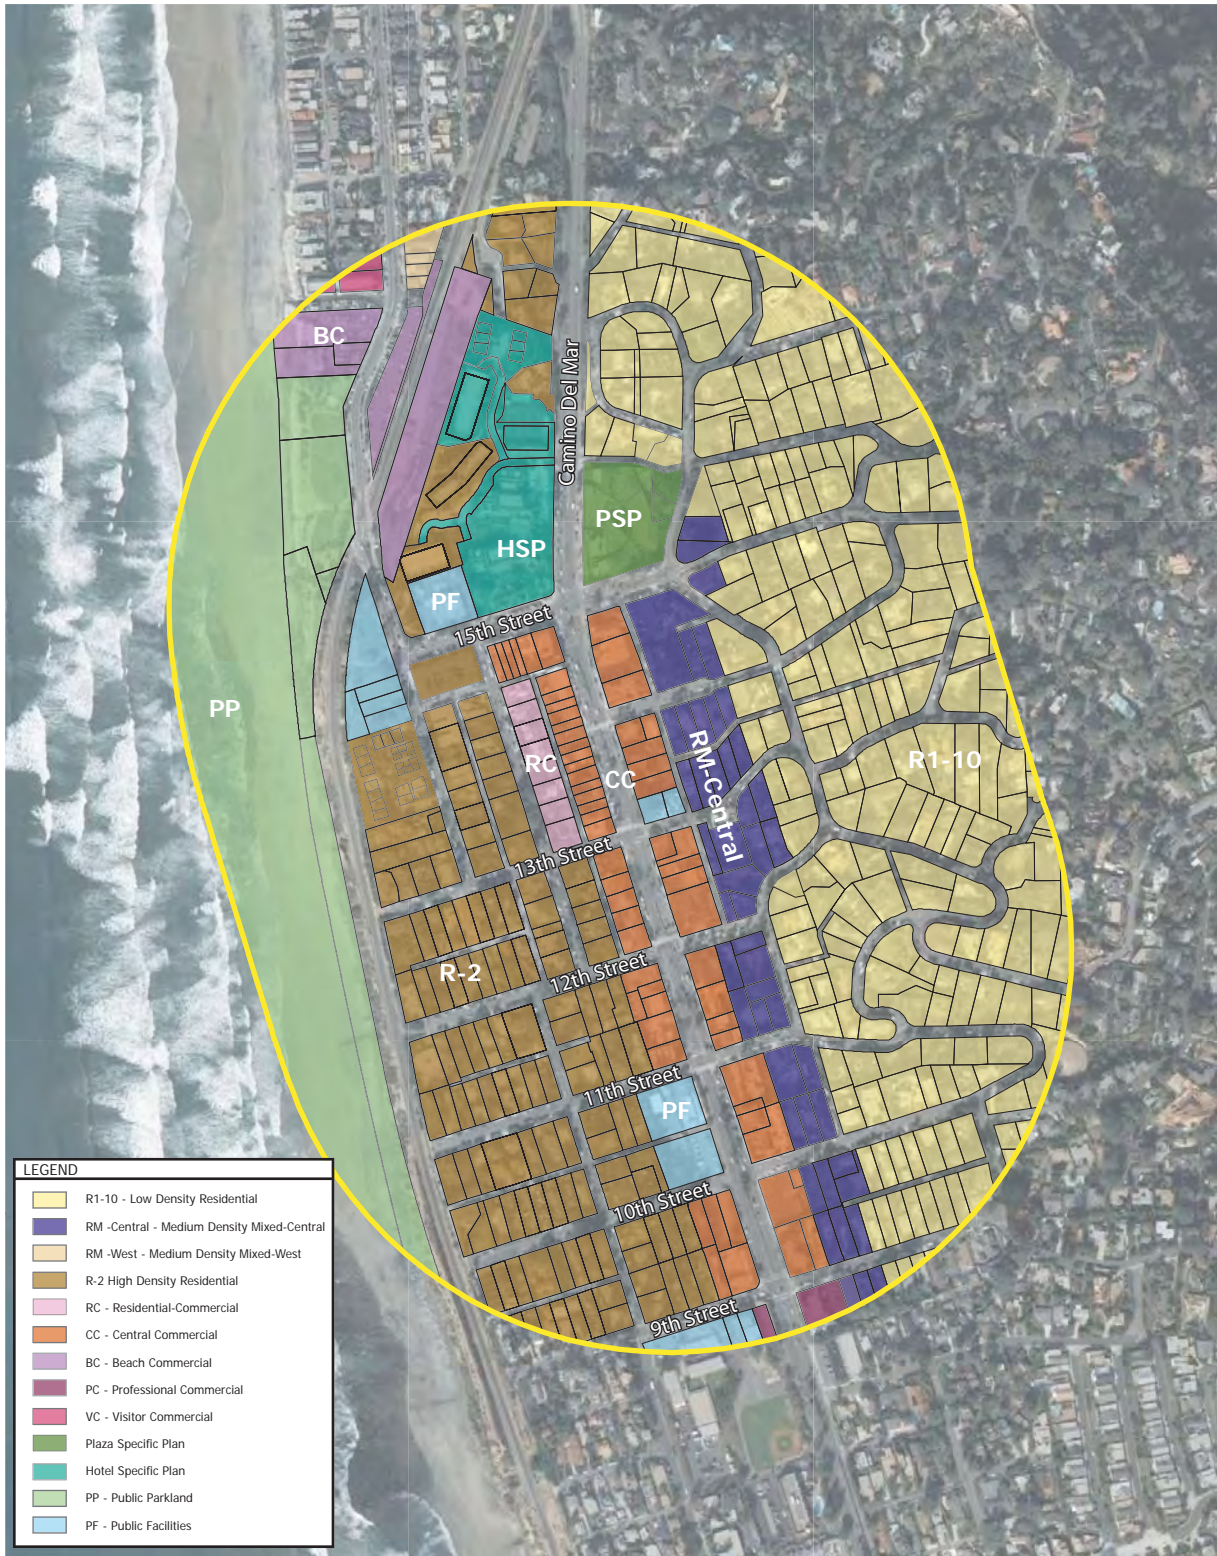 BC
Camino Del Mar
PSP
HSP
PF
15th Street
PP
RC
CC
RM-Central
R1-10
13th Street
R-2
12th Street
11th Street
PF
10th Street
9th Street
LEGEND
R1-10 - Low Density Residential
RM -Central - Medium Density Mixed-Central
RM -West - Medium Density Mixed-West
R-2 High Density Residential
RC - Residential-Commercial
CC - Central Commercial
BC - Beach Commercial
PC - Professional Commercial
VC - Visitor Commercial
Plaza Specific Plan
Hotel Specific Plan
PP - Public Parkland
PF - Public Facilities